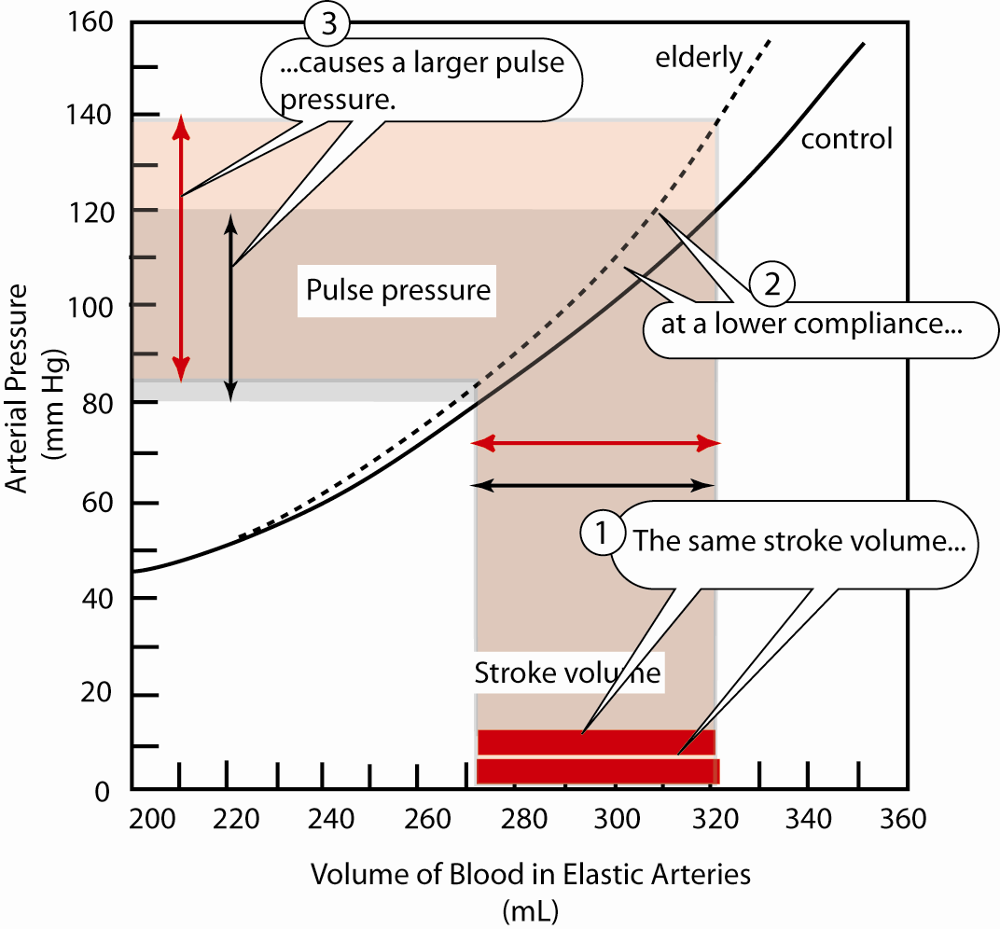 160
140
120
100
80
60
40
20
0
Arterial Pressure
(mm Hg)
3
...causes a larger pulse
pressure.
elderly
control
Pulse pressure
2
at a lower compliance...
1
The same stroke volume...
Stroke volume
200 220 240 260 280 300 320 340 360
Volume of Blood in Elastic Arteries
(mL)